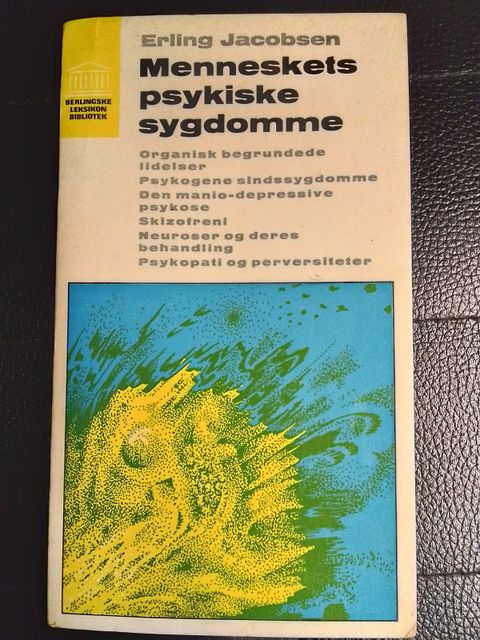 Erling Jacobsen
Menneskets
psykiske
sygdomme
BERLINGSKE
LEKSIKON
BIBLIOTEK
Organisk begrundede
lidelser
Psykogene sindssygdomme
Den manio-depressive
psykose
Skizofreni
Neuroser og deres
behandling
Psykopati og perversiteter